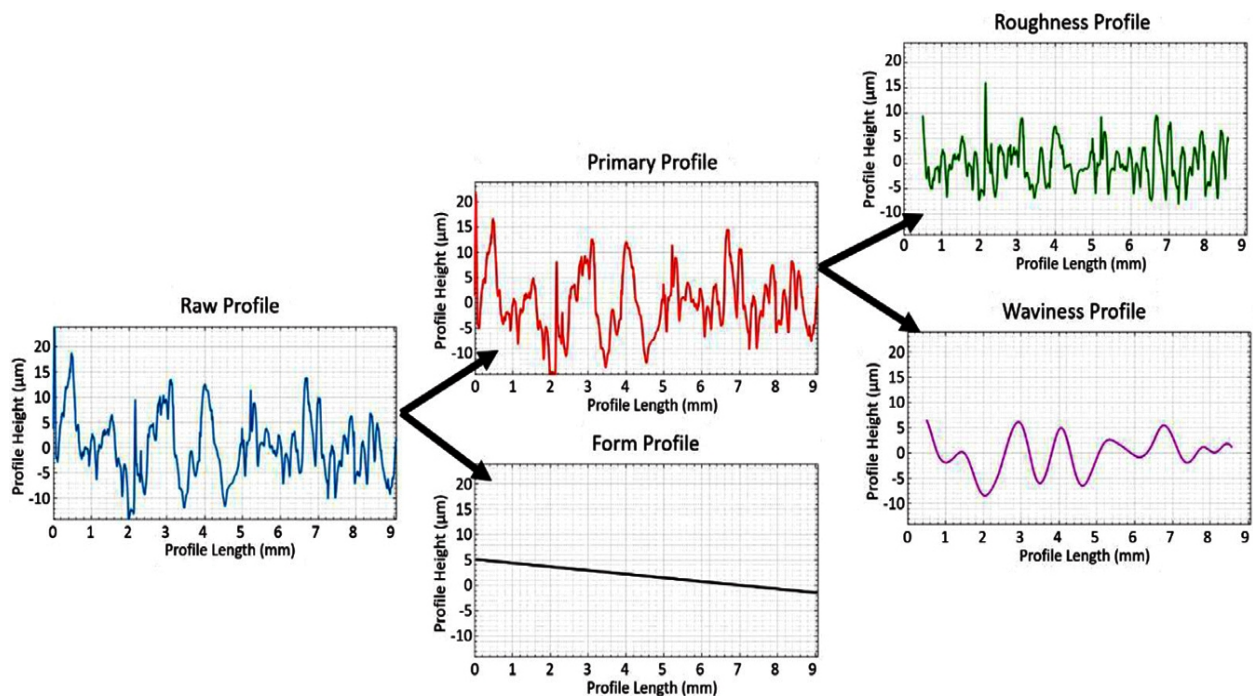 Raw Profile
Profile Height (µm)
20
15
10
5
0
-5
-10
0 1 2 3 4 5 6 7 8 9
Profile Length (mm)
Primary Profile
Profile Height (µm)
20
15
10
5
0
-5
-10
0 1 2 3 4 5 6 7 8 9
Profile Length (mm)
Form Profile
Profile Height (µm)
20
15
10
5
0
-5
-10
0 1 2 3 4 5 6 7 8 9
Profile Length (mm)
Roughness Profile
Profile Height (µm)
20
15
10
5
0
-5
-10
0 1 2 3 4 5 6 7 8 9
Profile Length (mm)
Waviness Profile
Profile Height (µm)
20
15
10
5
0
-5
-10
0 1 2 3 4 5 6 7 8 9
Profile Length (mm)